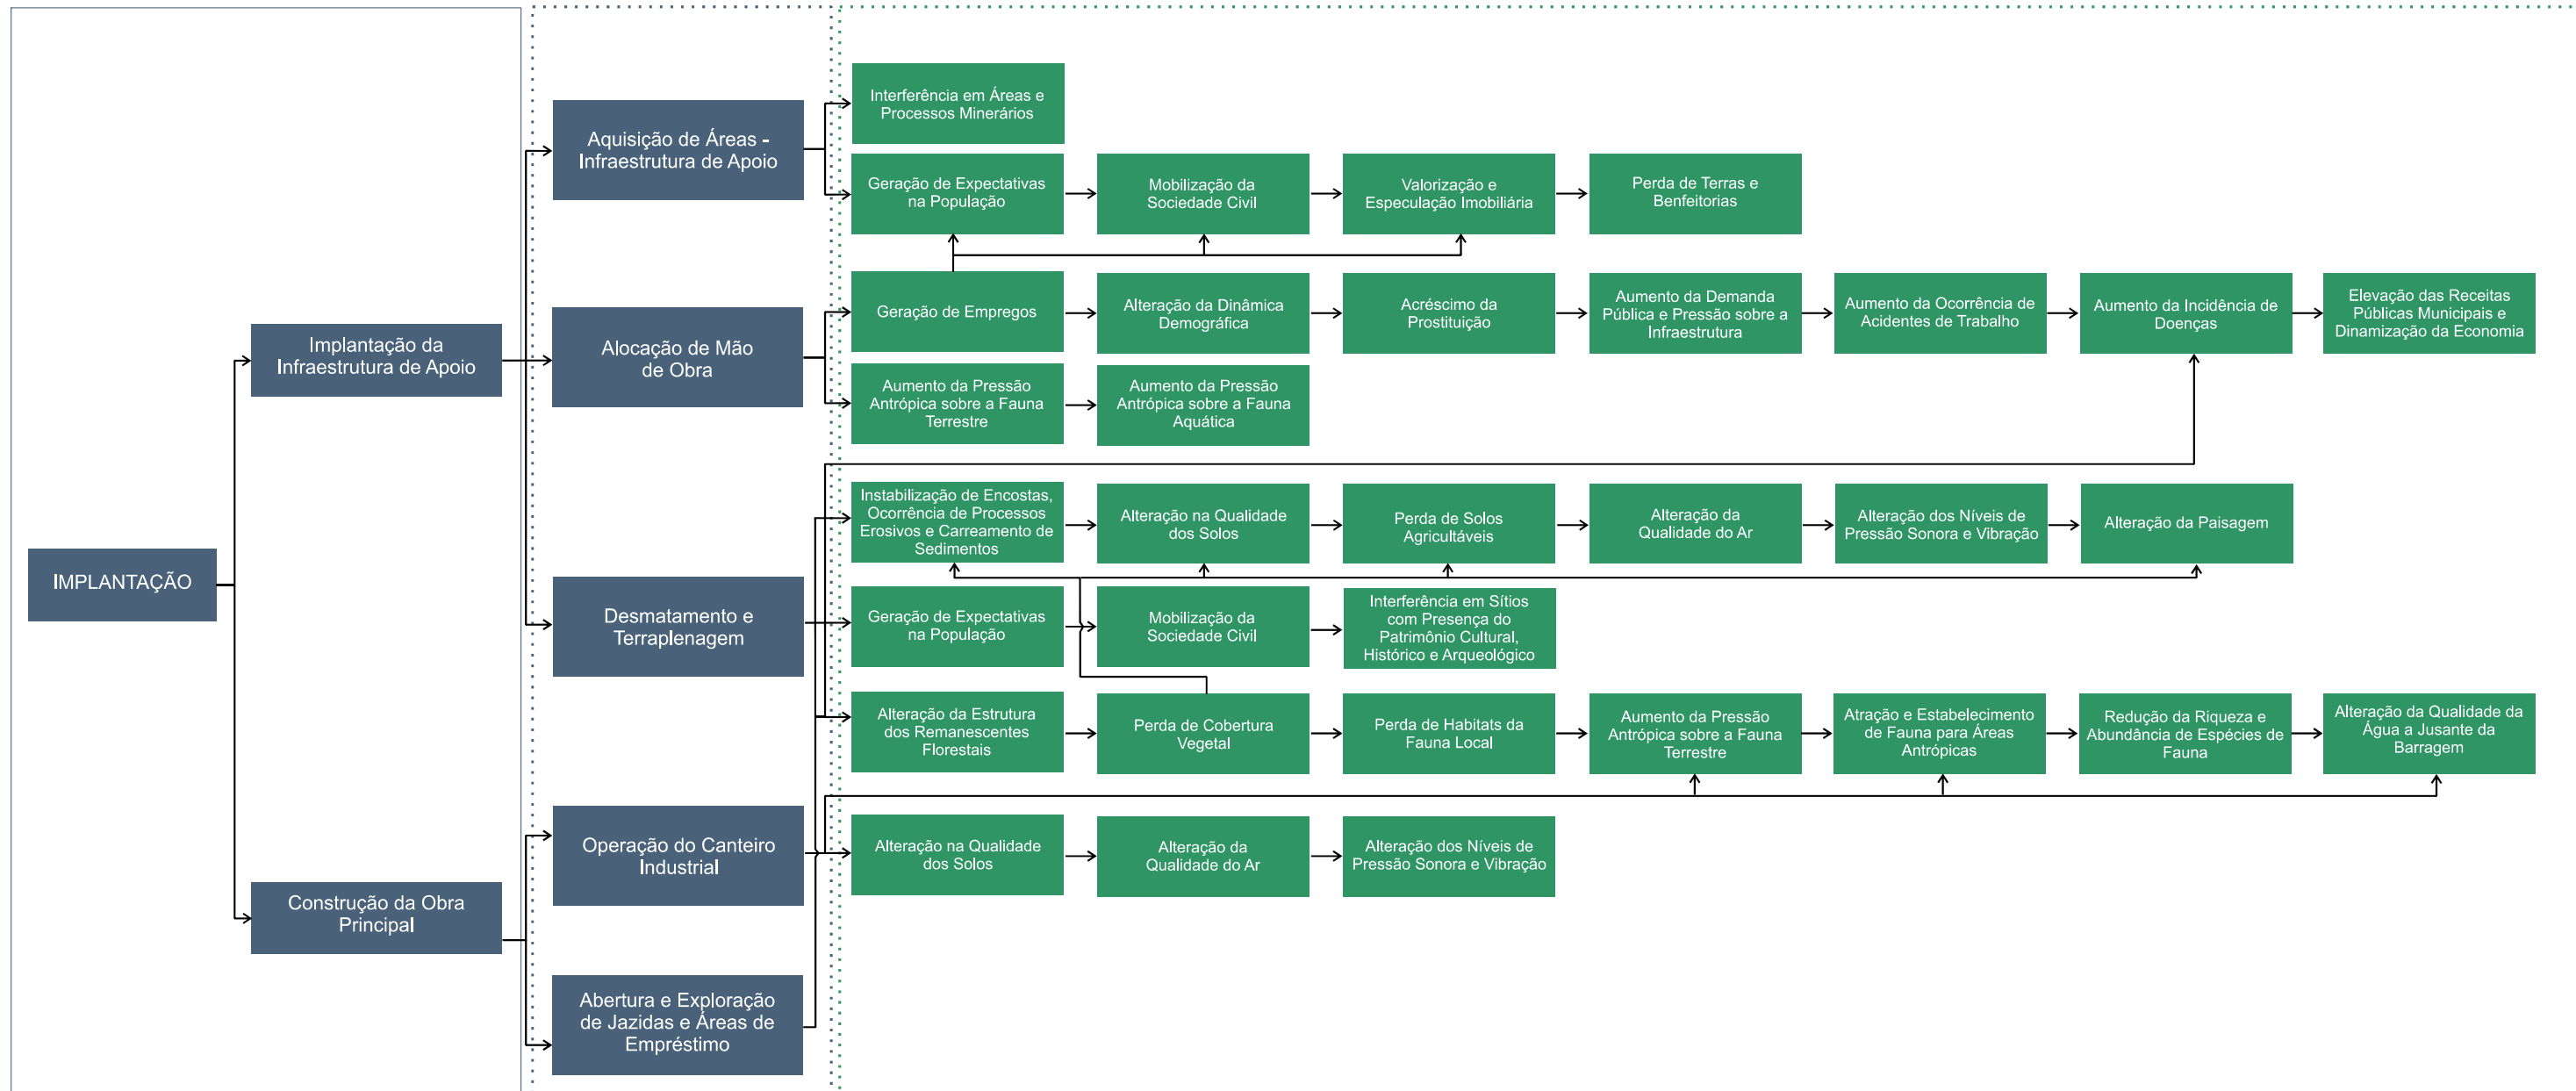 IMPLANTAÇÃO
Implantação da
Infraestrutura de Apoio
Construção da Obra
Principal
Aquisição de Áreas -
Infraestrutura de Apoio
Alocação de Mão
de Obra
Desmatamento e
Terraplenagem
Operação do Canteiro
Industrial
Abertura e Exploração
de Jazidas e Áreas de
Empréstimo
Interferência em Áreas e
Processos Minerários
Geração de Expectativas
na População
Mobilização da
Sociedade Civil
Valorização e
Especulação Imobiliária
Perda de Terras e
Benfeitorias
Geração de Empregos
Alteração da Dinâmica
Demográfica
Acréscimo da
Prostituição
Aumento da Demanda
Pública e Pressão sobre a
Infraestrutura
Aumento da Ocorrência de
Acidentes de Trabalho
Aumento da Incidência de
Doenças
Elevação das Receitas
Públicas Municipais e
Dinamização da Economia
Aumento da Pressão
Antrópica sobre a Fauna
Terrestre
Aumento da Pressão
Antrópica sobre a Fauna
Aquática
Instabilização de Encostas,
Ocorrência de Processos
Erosivos e Carreamento de
Sedimentos
Alteração na Qualidade
dos Solos
Perda de Solos
Agricultáveis
Alteração da
Qualidade do Ar
Alteração dos Níveis de
Pressão Sonora e Vibração
Alteração da Paisagem
Geração de Expectativas
na População
Mobilização da
Sociedade Civil
Interferência em Sítios
com Presença do
Patrimônio Cultural,
Histórico e Arqueológico
Alteração da Estrutura
dos Remanescentes
Florestais
Perda de Cobertura
Vegetal
Perda de Habitats da
Fauna Local
Aumento da Pressão
Antrópica sobre a Fauna
Terrestre
Atração e Estabelecimento
de Fauna para Áreas
Antrópicas
Redução da Riqueza e
Abundância de Espécies de
Fauna
Alteração da Qualidade da
Água a Jusante da
Barragem
Alteração na Qualidade
dos Solos
Alteração da
Qualidade do Ar
Alteração dos Níveis de
Pressão Sonora e Vibração